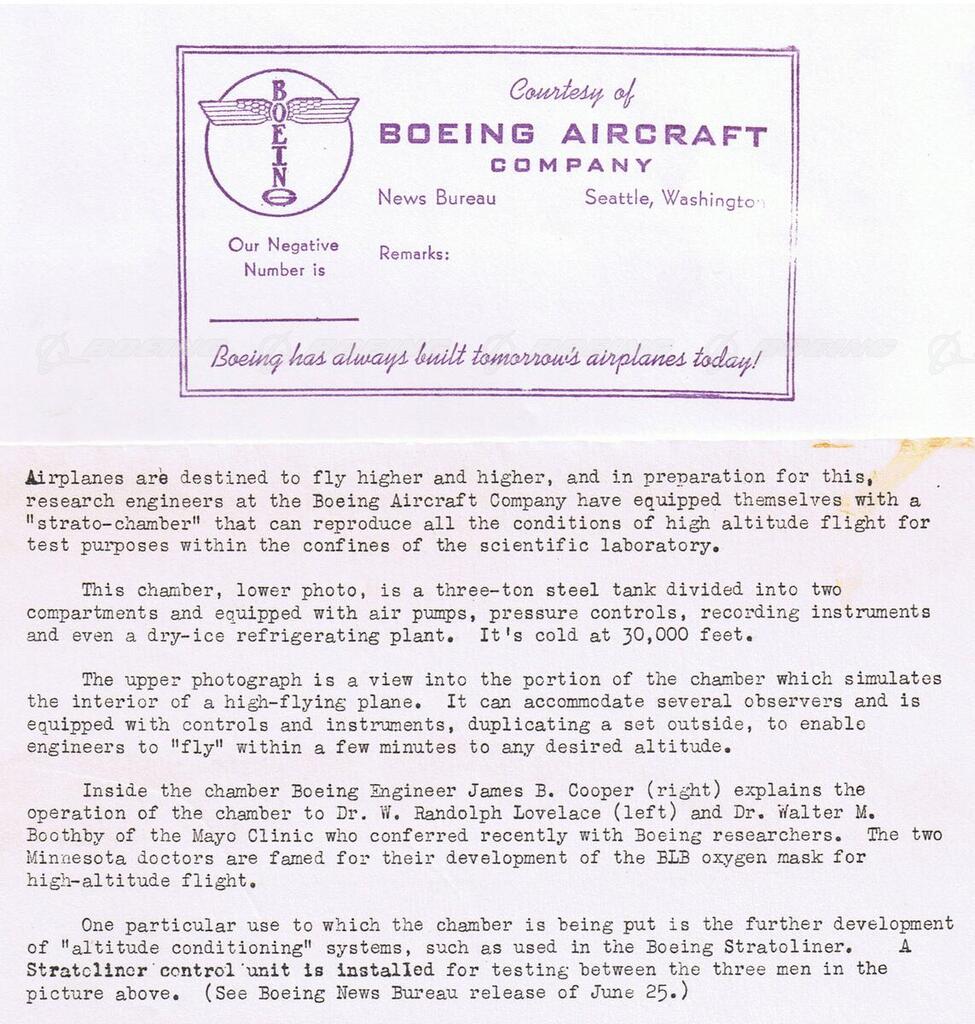 BOEING
Courtesy of
BOEING AIRCRAFT
COMPANY
News Bureau Seattle, Washington
Our Negative
Number is
Remarks:
Boeing has always built tomorrow's airplanes today!
BOEING BOEING BOEING BOEING
Airplanes are destined to fly higher and higher, and in preparation for this,
research engineers at the Boeing Aircraft Company have equipped themselves with a
"strato-chamber" that can reproduce all the conditions of high altitude flight for
test purposes within the confines of the scientific laboratory.
This chamber, lower photo, is a three-ton steel tank divided into two
compartments and equipped with air pumps, pressure controls, recording instruments
and even a dry-ice refrigerating plant. It's cold at 30,000 feet.
The upper photograph is a view into the portion of the chamber which simulates
the interior of a high-flying plane. It can accommodate several observers and is
equipped with controls and instruments, duplicating a set outside, to enable
engineers to "fly" within a few minutes to any desired altitude.
Inside the chamber Boeing Engineer James B. Cooper (right) explains the
operation of the chamber to Dr. W. Randolph Lovelace (left) and Dr. Walter M.
Boothby of the Mayo Clinic who conferred recently with Boeing researchers. The two
Minnesota doctors are famed for their development of the BLB oxygen mask for
high-altitude flight.
One particular use to which the chamber is being put is the further development
of "altitude conditioning" systems, such as used in the Boeing Stratoliner. A
Stratoliner control unit is installed for testing between the three men in the
picture above. (See Boeing News Bureau release of June 25.)